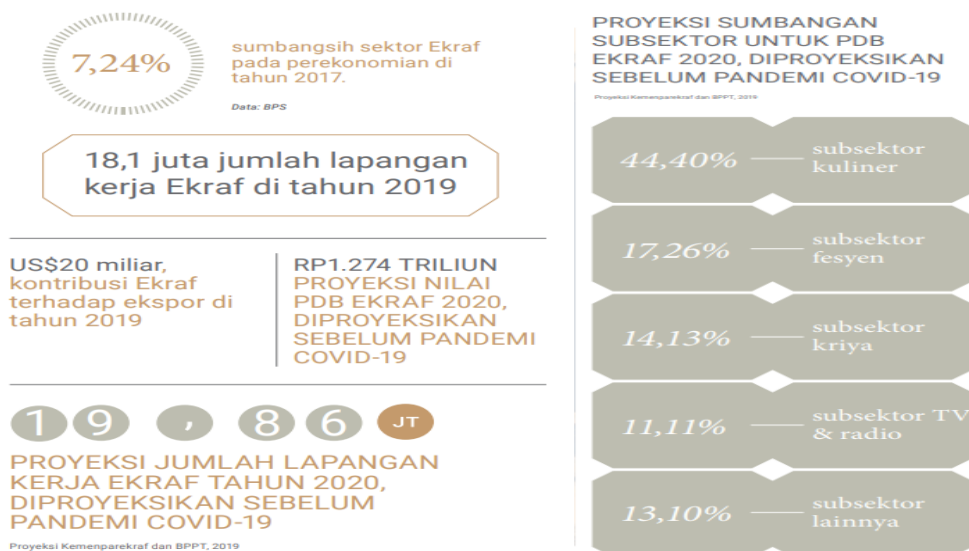 7,24%
sumbangsih sektor Ekraf
pada perekonomian di
tahun 2017.
Data: BPS
18,1 juta jumlah lapangan
kerja Ekraf di tahun 2019
US$20 miliar,
kontribusi Ekraf
terhadap ekspor di
tahun 2019
RP1.274 TRILIUN
PROYEKSI NILAI
PDB EKRAF 2020,
DIPROYEKSIKAN
SEBELUM PANDEMI
COVID-19
19,86 JT
PROYEKSI JUMLAH LAPANGAN
KERJA EKRAF TAHUN 2020,
DIPROYEKSIKAN SEBELUM
PANDEMI COVID-19
Proyeksi Kemenparekraf dan BPPT, 2019
PROYEKSI SUMBANGAN
SUBSEKTOR UNTUK PDB
EKRAF 2020, DIPROYEKSIKAN
SEBELUM PANDEMI COVID-19
Proyeksi Kemenparekraf dan BPPT, 2019
44,40% subsektor
kuliner
17,26% subsektor
fesyen
14,13% subsektor
kriya
11,11% subsektor TV
& radio
13,10% subsektor
lainnya